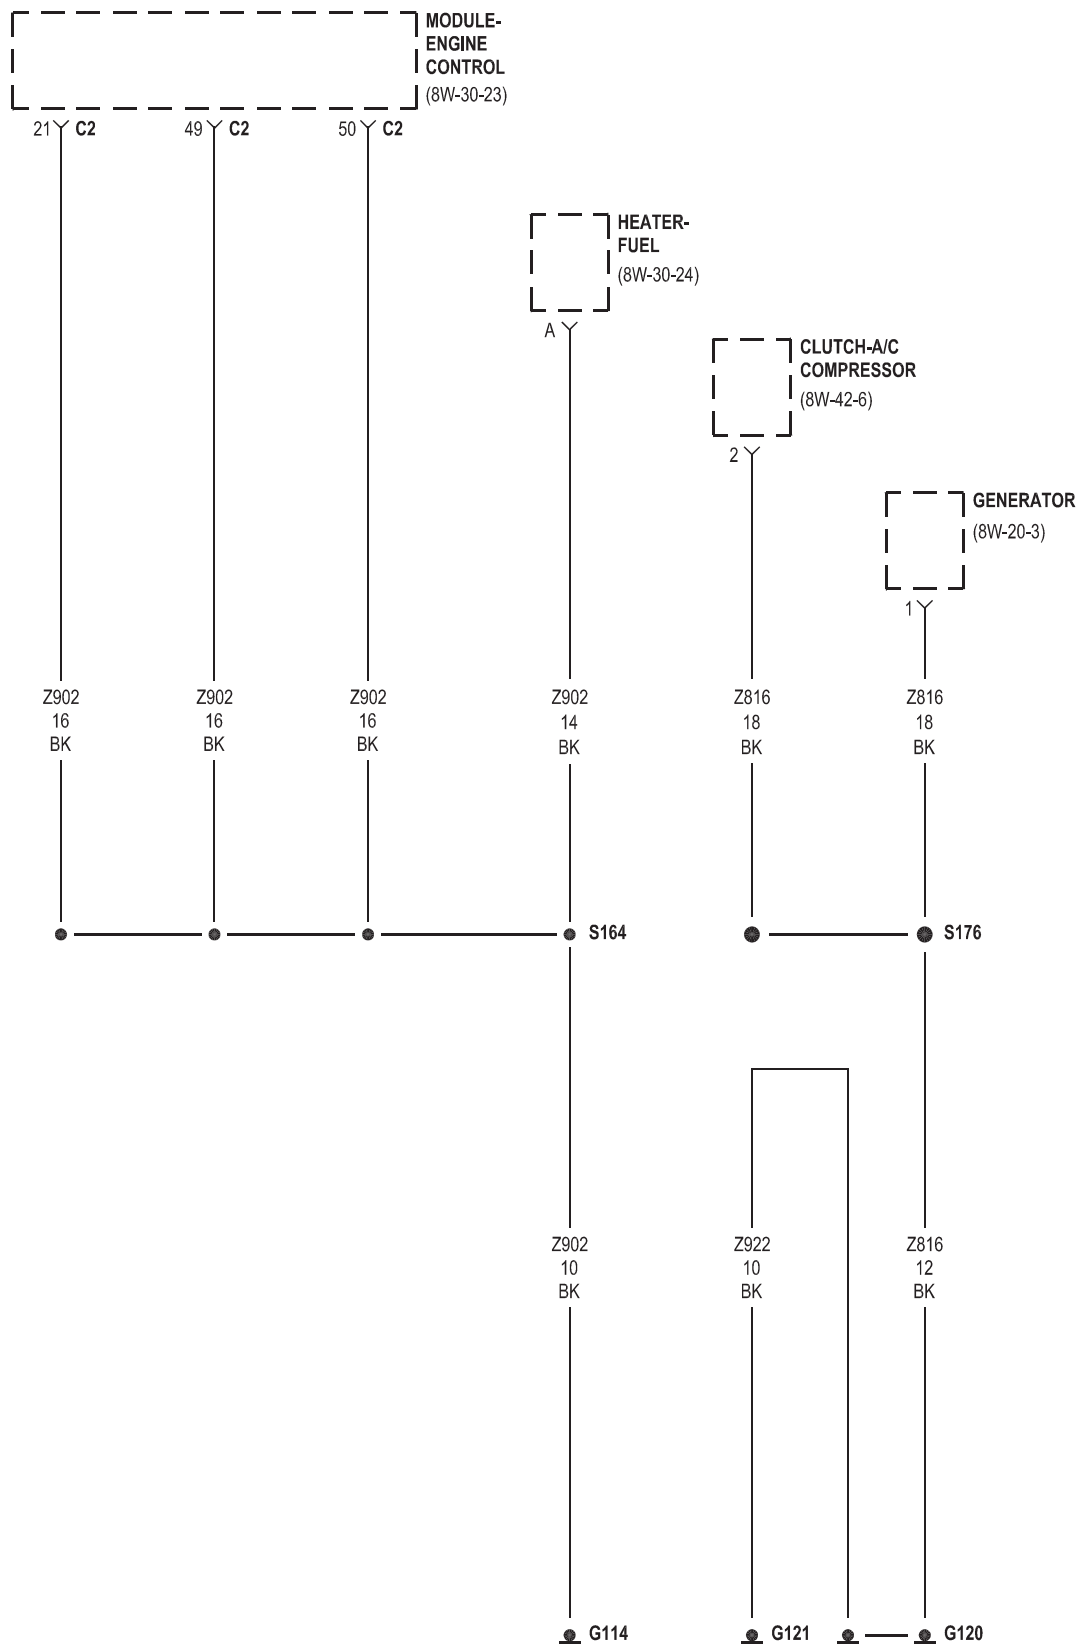 MODULE-
ENGINE
CONTROL
(8W-30-23)
21 C2
49 C2
50 C2
HEATER-
FUEL
(8W-30-24)
A
CLUTCH-A/C
COMPRESSOR
(8W-42-6)
2
GENERATOR
(8W-20-3)
1
Z902
16
BK
Z902
16
BK
Z902
16
BK
Z902
14
BK
Z816
18
BK
Z816
18
BK
S164
S176
Z902
10
BK
Z922
10
BK
Z816
12
BK
G114
G121
G120